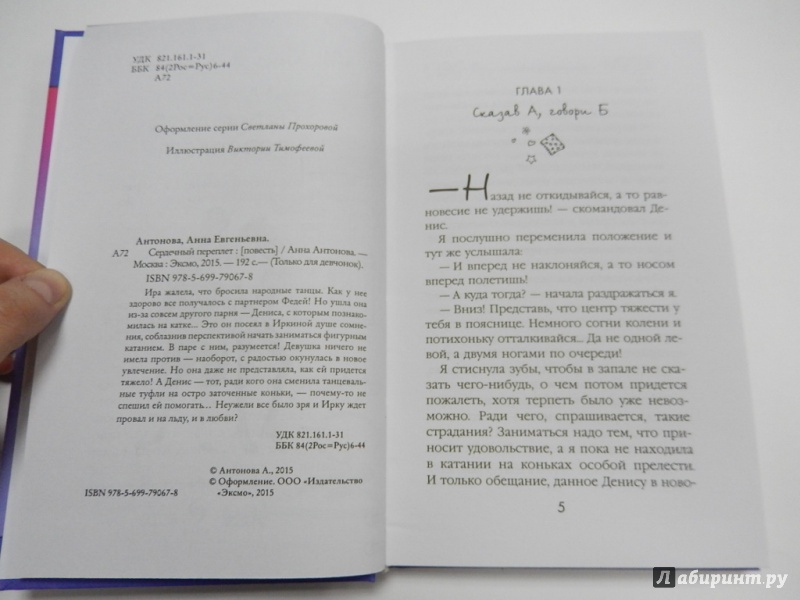 УДК 821.161.1-31
ББК 84(2Рос=Рус)6-44
А72
Оформление серии Светланы Прохоровой
Иллюстрация Виктории Тимофеевой
Антонова, Анна Евгеньевна.
А72 Сердечный переплет : [повесть] / Анна Антонова. —
Москва : Эксмо, 2015. — 192 с.— (Только для девчонок).
ISBN 978-5-699-79067-8
Ира жалела, что бросила народные танцы. Как у нее
здорово все получалось с партнером Федей! Но ушла она
из-за совсем другого парня — Дениса, с которым познако-
милась на катке... Это он посеял в Иркиной душе сомне-
ния, соблазнив перспективой начать заниматься фигурным
катанием. В паре с ним, разумеется! Девушка ничего не
имела против — наоборот, с радостью окунулась в новое
увлечение. Но она даже не представляла, как ей придется
тяжело! А Денис — тот, ради кого она сменила танцеваль-
ные туфли на остро заточенные коньки, — почему-то не
спешил ей помогать... Неужели все было зря и Ирку ждет
провал и на льду, и в любви?
УДК 821.161.1-31
ББК 84(2Рос=Рус)6-44
© Антонова А., 2015
© Оформление. ООО «Издательство
«Эксмо», 2015
ISBN 978-5-699-79067-8
ГЛАВА 1
Сказав А, говори Б
—Назад не откидывайся, а то рав-
новесие не удержишь! — скомандовал Де-
нис.
Я послушно переменила положение и
тут же услышала:
— И вперед не наклоняйся, а то носом
вперед полетишь!
— А куда тогда? — начала раздражаться я.
— Вниз! Представь, что центр тяжести у
тебя в пояснице. Немного согни колени и
потихоньку отталкивайся... Да не одной ле-
вой, а двумя ногами по очереди!
Я стиснула зубы, чтобы в запале не ска-
зать чего-нибудь, о чем потом придется
пожалеть, хотя терпеть было уже невоз-
можно. Ради чего, спрашивается, такие
страдания? Заниматься надо тем, что при-
носит удовольствие, а я пока не находила
в катании на коньках особой прелести.
И только обещание, данное Денису в ново-
5
Лабиринт.ру